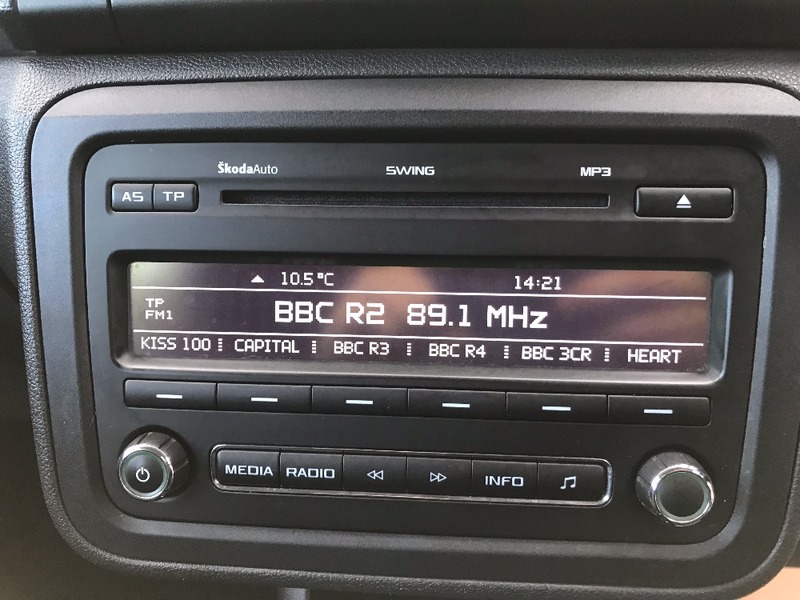 ŠkodaAuto SWING MP3
AS TP
10.5°C 14:21
TP
FM1
BBC R2 89.1 MHz
KISS 100 CAPITAL BBC R3 BBC R4 BBC 3CR HEART
MEDIA RADIO INFO